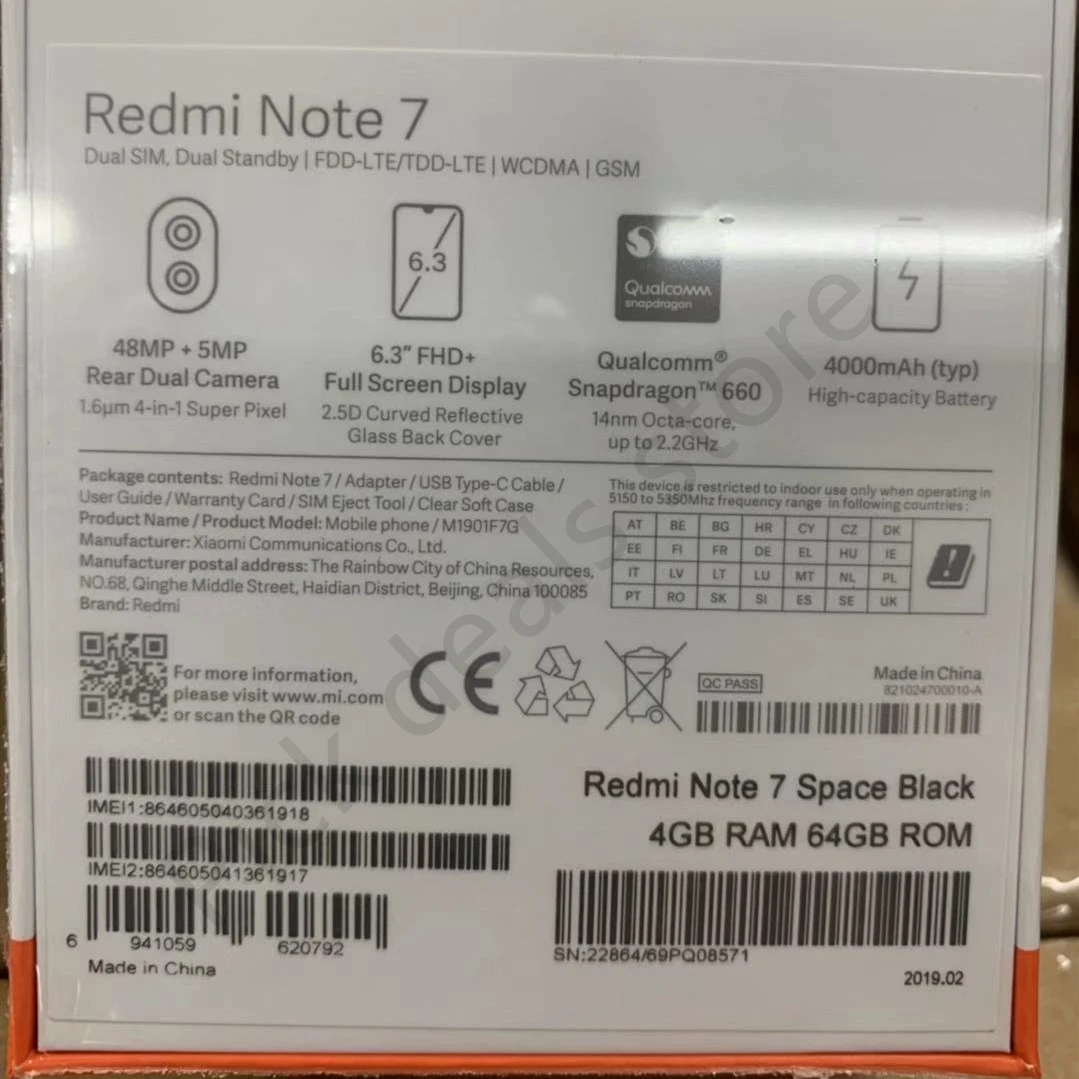 Redmi Note 7
Dual SIM, Dual Standby | FDD-LTE/TDD-LTE | WCDMA | GSM
6.3
Qualcomm
snapdragon
48MP + 5MP
Rear Dual Camera
1.6μm 4-in-1 Super Pixel
6.3" FHD+
Full Screen Display
2.5D Curved Reflective
Glass Back Cover
Qualcomm®
Snapdragon™ 660
14nm Octa-core,
up to 2.2GHz
4000mAh (typ)
High-capacity Battery
Package contents: Redmi Note 7 / Adapter / USB Type-C Cable /
User Guide / Warranty Card / SIM Eject Tool / Clear Soft Case
Product Name / Product Model: Mobile phone / M1901F7G
Manufacturer: Xiaomi Communications Co., Ltd.
Manufacturer postal address: The Rainbow City of China Resources,
NO.68, Qinghe Middle Street, Haidian District, Beijing, China 100085
Brand: Redmi
This device is restricted to indoor use only when operating in
5150 to 5350Mhz frequency range in following countries :
AT BE BG HR CY CZ DK
EE FI FR DE EL HU IE
IT LV LT LU MT NL PL
PT RO SK SI ES SE UK
For more information,
please visit www.mi.com
or scan the QR code
CE
QC PASS
Made in China
821024700010-A
IMEI1:864605040361918
IMEI2:864605041361917
6 941059 620792
Made in China
Redmi Note 7 Space Black
4GB RAM 64GB ROM
SN:22864/69PQ08571
2019.02
deals store